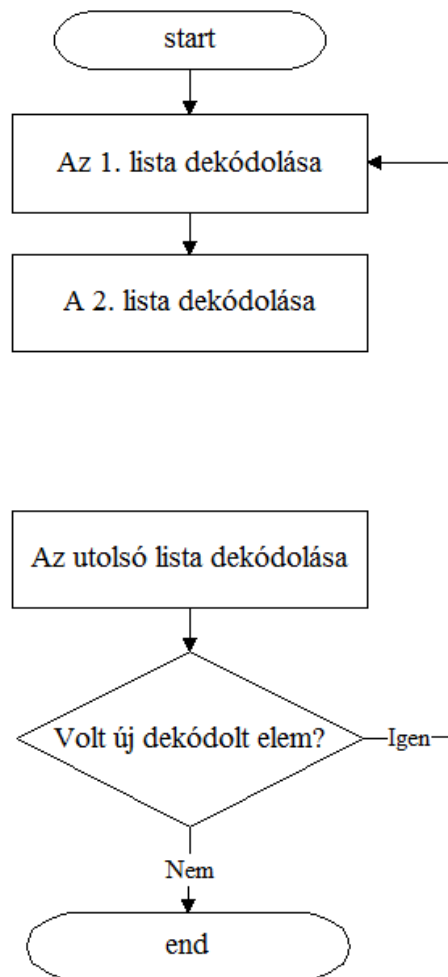 start
Az 1. lista dekódolása
A 2. lista dekódolása
Az utolsó lista dekódolása
Volt új dekódolt elem?
Igen
Nem
end